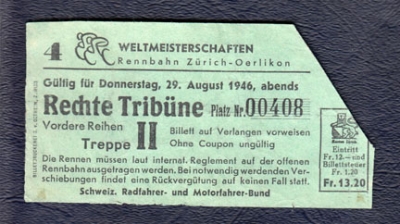 4
WELTMEISTERSCHAFTEN
Rennbahn Zürich-Oerlikon
Gültig für Donnerstag, 29. August 1946, abends
Rechte Tribüne Platz Nr. 00408
Vordere Reihen
Treppe II
Billett auf Verlangen vorweisen
Ohne Coupon ungültig
Die Rennen müssen laut internat. Reglement auf der offenen
Rennbahn ausgetragen werden. Bei notwendig werdenden Ver-
schiebungen findet eine Rückvergütung auf keinen Fall statt.
Schweiz. Radfahrer- und Motorfahrer-Bund
Eintritt
Fr. 12.— und
Billettsteuer
Fr. 1.20
Fr. 13.20